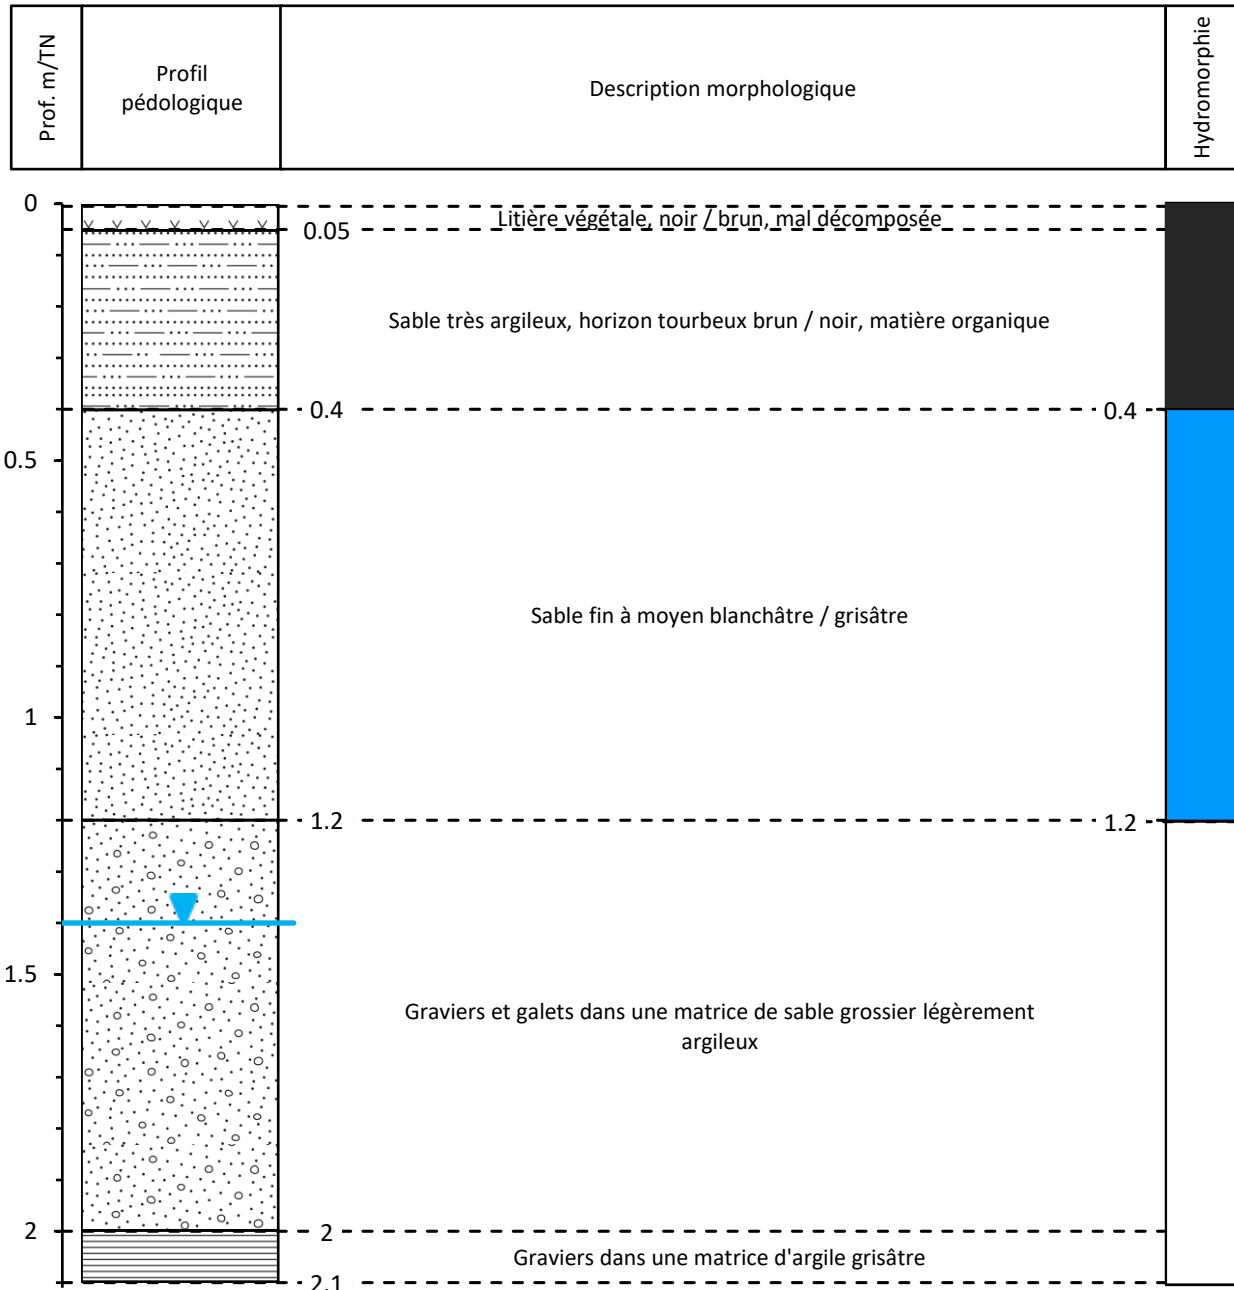 Prof. m/TN
Profil
pédologique
Description morphologique
Hydromorphie
0
Litière végétale, noir / brun, mal décomposée
0.05
Sable très argileux, horizon tourbeux brun / noir, matière organique
0.4
0.4
0.5
Sable fin à moyen blanchâtre / grisâtre
1
1.2
1.2
1.5
Graviers et galets dans une matrice de sable grossier légèrement
argileux
2
2
Graviers dans une matrice d'argile grisâtre
2.1